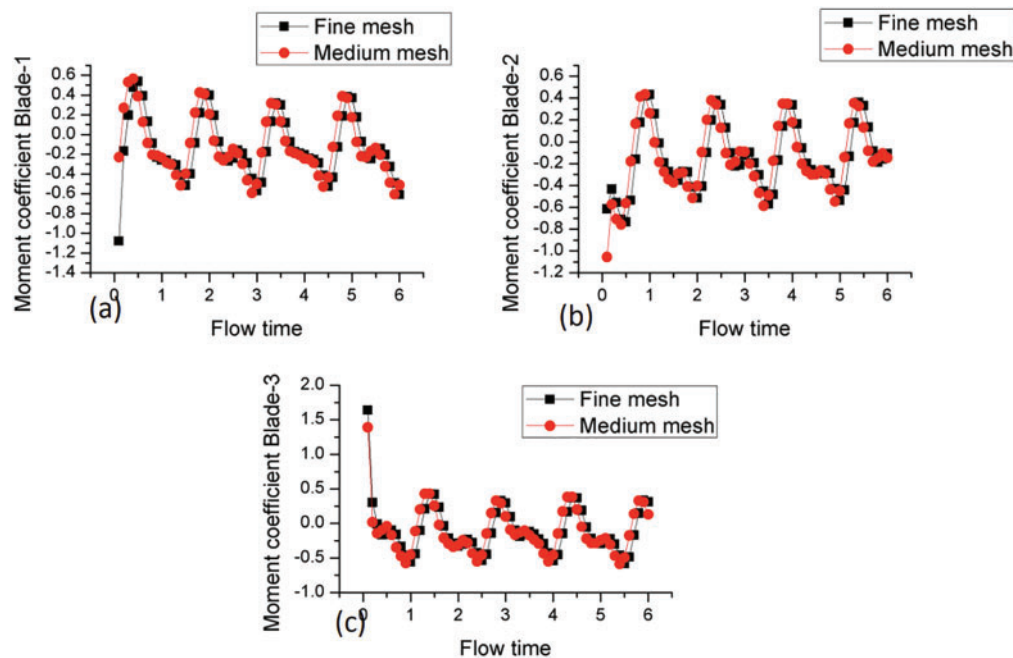 Fine mesh
Medium mesh
Moment coefficient Blade-1
0.6
0.4
0.2
0.0
-0.2
-0.4
-0.6
-0.8
-1.0
-1.2
-1.4
0 1 2 3 4 5 6
(a)
Flow time
Fine mesh
Medium mesh
Moment coefficient Blade-2
0.6
0.4
0.2
0.0
-0.2
-0.4
-0.6
-0.8
-1.0
-1.2
0 1 2 3 4 5 6
(b)
Flow time
Fine mesh
Medium mesh
Moment coefficient Blade-3
2.0
1.5
1.0
0.5
0.0
-0.5
-1.0
0 1 2 3 4 5 6
(c)
Flow time